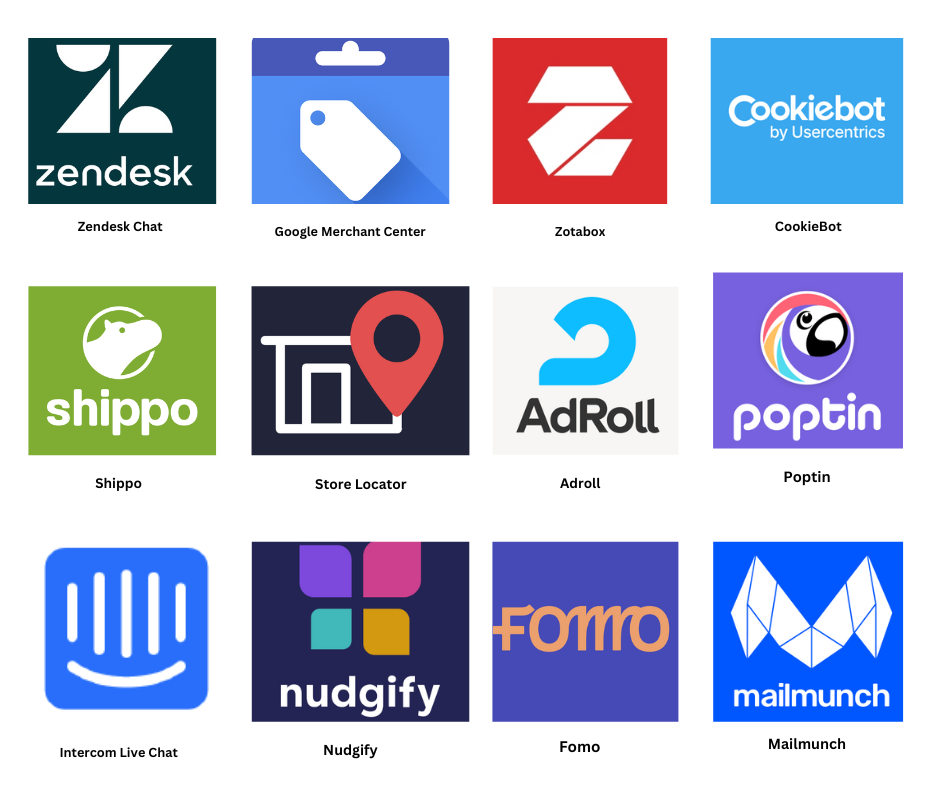 zendesk
Cookiebot
by Usercentrics
Zendesk Chat
Google Merchant Center
Zotabox
CookieBot
shippo
AdRoll
poptin
Shippo
Store Locator
Adroll
Poptin
nudgify
FOMO
mailmunch
Intercom Live Chat
Nudgify
Fomo
Mailmunch